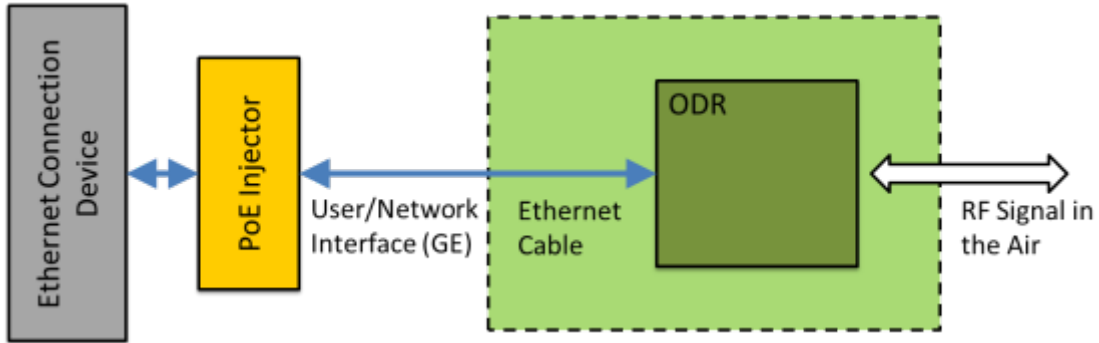 Ethernet Connection
Device
PoE Injector
User/Network
Interface (GE)
Ethernet
Cable
ODR
RF Signal in
the Air